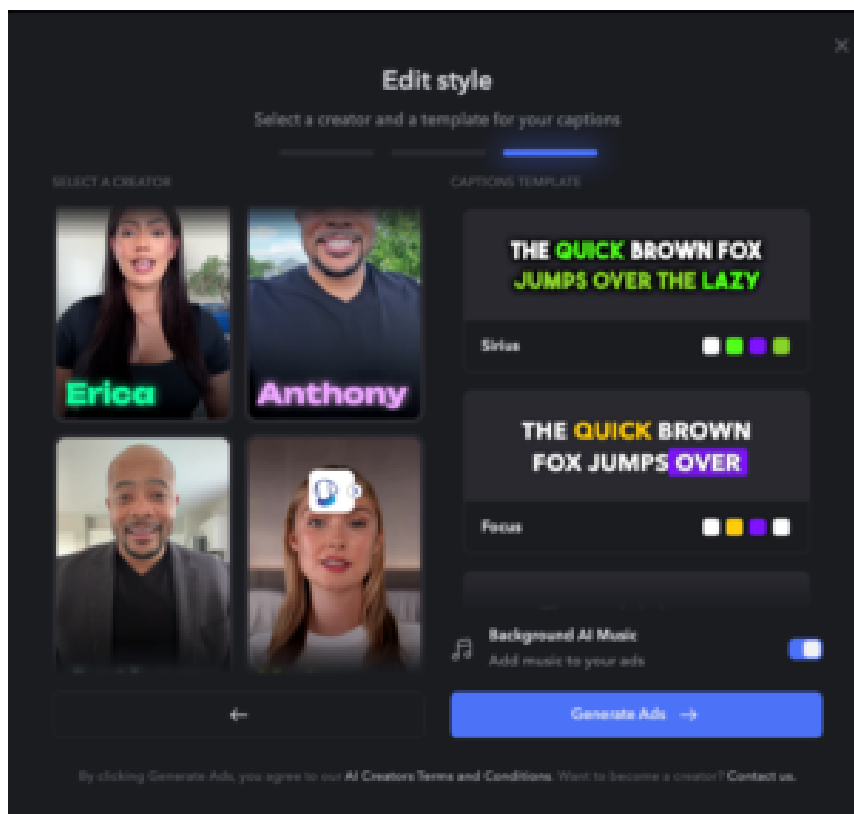 Edit style
Select a creator and a template for your captions
SELECT A CREATOR
CAPTIONS TEMPLATE
Erica
Anthony
THE QUICK BROWN FOX
JUMPS OVER THE LAZY
Sirius
THE QUICK BROWN
FOX JUMPS OVER
Focus
Background AI Music
Add music to your ads
Generate Ads
By clicking Generate Ads, you agree to our AI Creators Terms and Conditions. Want to become a creator? Contact us.